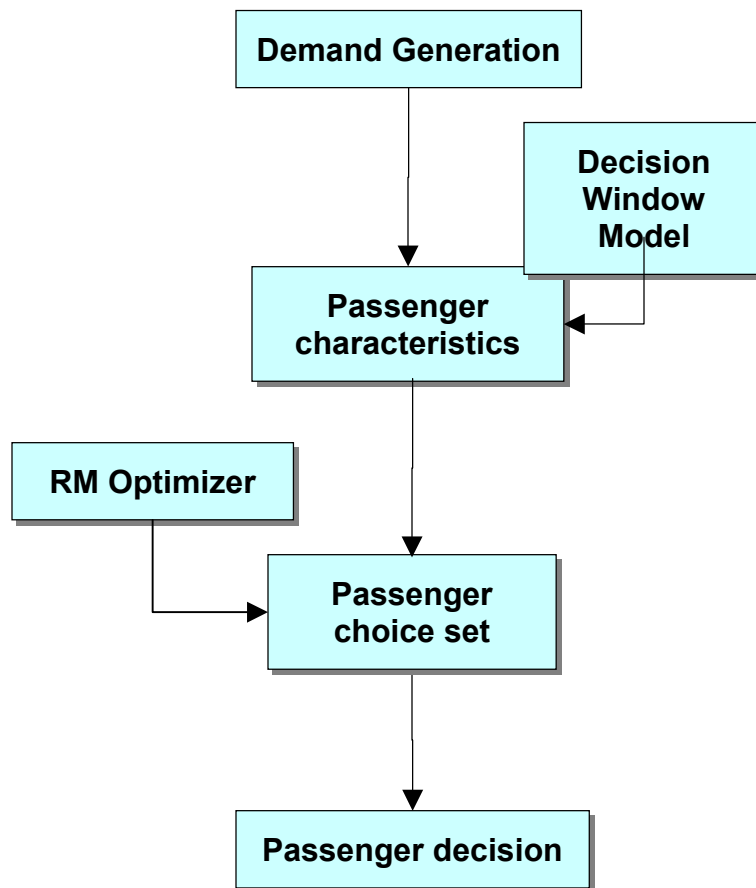 Demand Generation
Decision
Window
Model
Passenger
characteristics
RM Optimizer
Passenger
choice set
Passenger decision